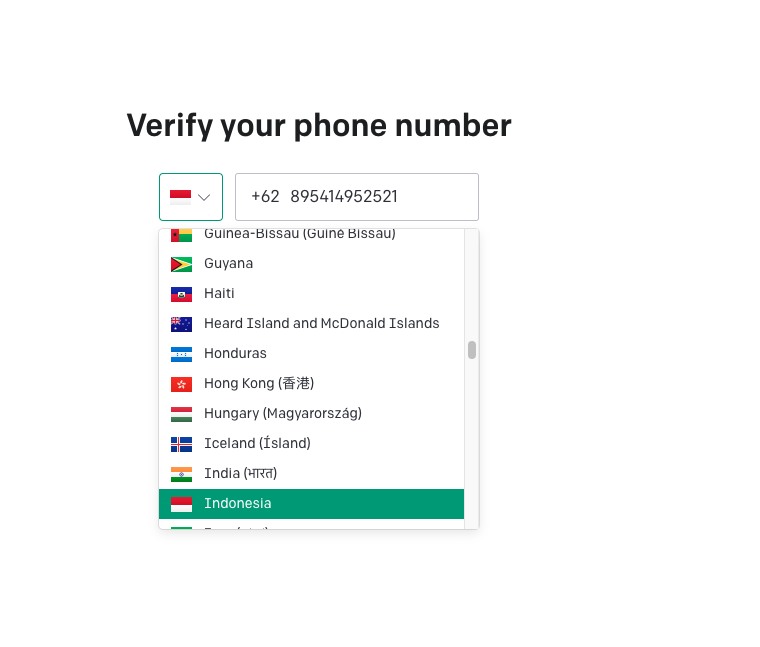 Verify your phone number
+62 895414952521
Guinea-Bissau (Guiné Bissau)
Guyana
Haiti
Heard Island and McDonald Islands
Honduras
Hong Kong (香港)
Hungary (Magyarország)
Iceland (Ísland)
India (भारत)
Indonesia